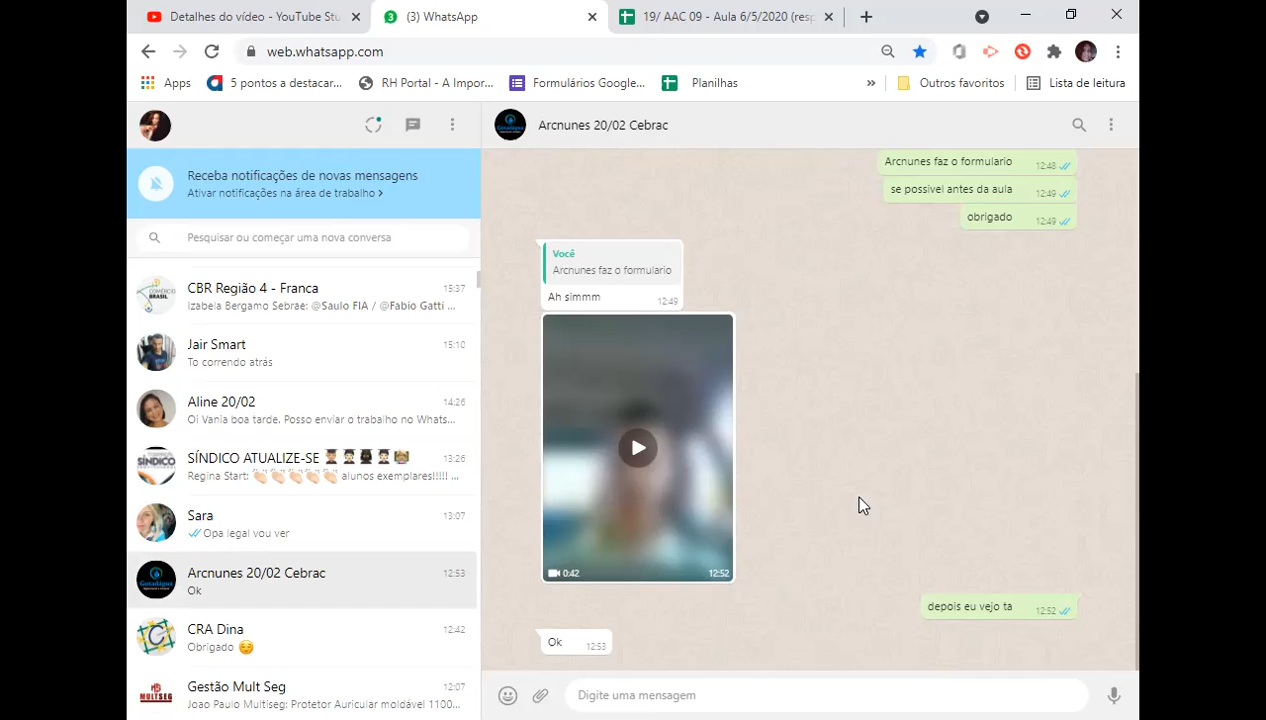 Detalhes do vídeo - YouTube Stu
(3) WhatsApp
19/ AAC 09 - Aula 6/5/2020 (resp
web.whatsapp.com
Apps
5 pontos a destacar...
RH Portal - A Impor...
Formulários Google...
Planilhas
»
Outros favoritos
Lista de leitura
Receba notificações de novas mensagens
Ativar notificações na área de trabalho >
Pesquisar ou começar uma nova conversa
CBR Região 4 - Franca 15:37
Izabela Bergamo Sebrae: @Saulo FIA / @Fabio Gatti ...
Jair Smart 15:10
To correndo atrás
Aline 20/02 14:26
Oi Vania boa tarde. Posso enviar o trabalho no Whats...
SÍNDICO ATUALIZE-SE 13:26
Regina Start: 👏🏻👏🏻👏🏻👏🏻👏🏻 alunos exemplares!!!!! ...
Sara 13:07
Opa legal vou ver
Arcnunes 20/02 Cebrac 12:53
Ok
CRA Dina 12:42
Obrigado 😌
Gestão Mult Seg 12:07
Joao Paulo Multiseg: Protetor Auricular moldável 1100...
Arcnunes 20/02 Cebrac
Arcnunes faz o formulario 12:48
se possivel antes da aula 12:49
obrigado 12:49
Você
Arcnunes faz o formulario
Ah simmm 12:49
0:42 12:52
depois eu vejo ta 12:52
Ok 12:53
Digite uma mensagem
SÍNDICO
MULTSEG
Gotadágua
COMÉRCIO
BRASIL